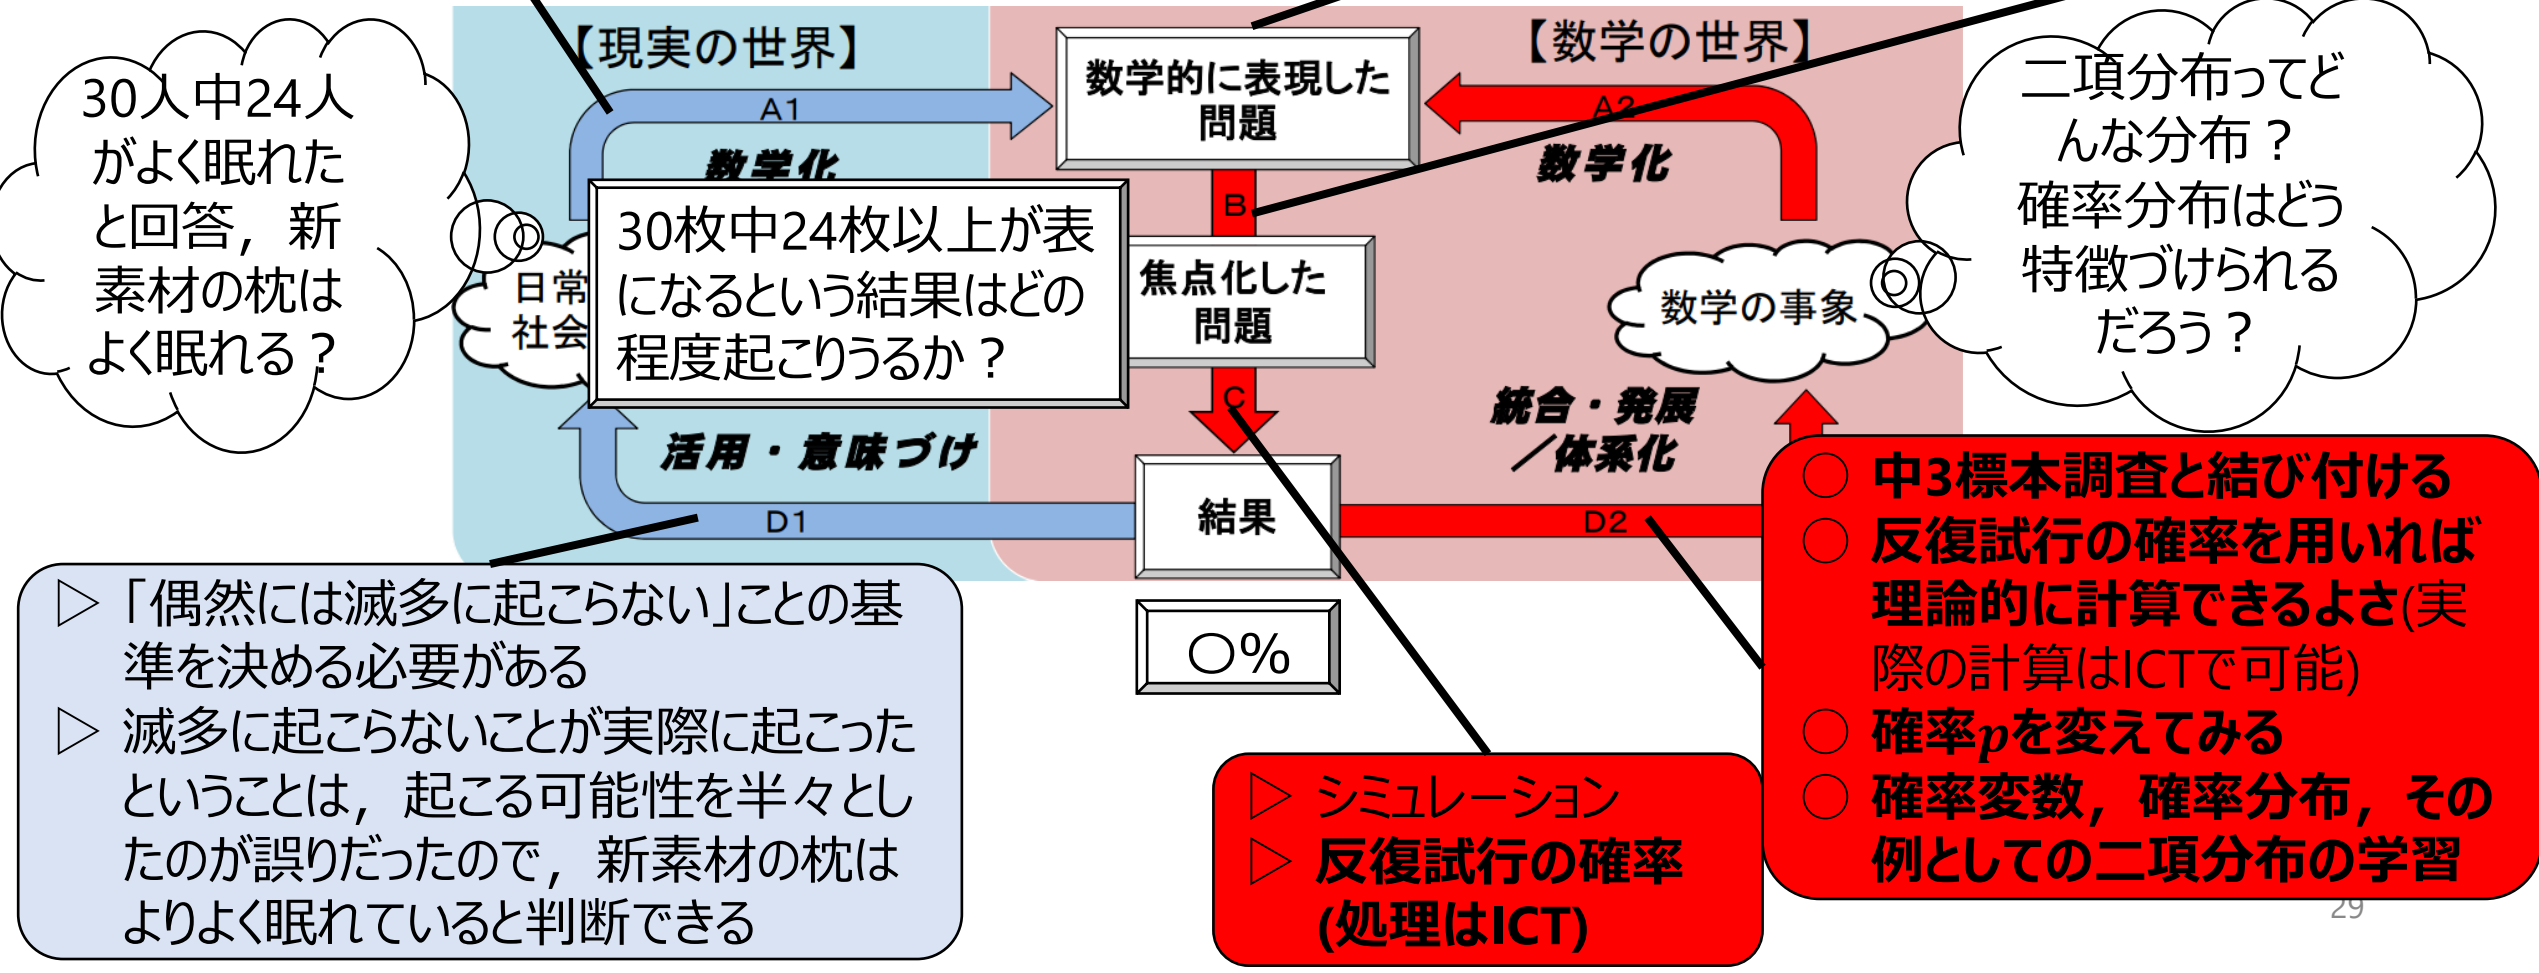 【現実の世界】
【数学の世界】
30人中24人
がよく眠れた
と回答，新
素材の枕は
よく眠れる？
数学的に表現した
問題
二項分布ってど
んな分布？
確率分布はどう
特徴づけられる
だろう？
A1
A2
数学化
数学化
B
30枚中24枚以上が表
になるという結果はどの
程度起こりうるか？
日常
社会
焦点化した
問題
数学の事象
C
活用・意味づけ
統合・発展
／体系化
D1
結果
D2
○%
▷「偶然には滅多に起こらない」ことの基
準を決める必要がある
▷ 滅多に起こらないことが実際に起こった
ということは，起こる可能性を半々とし
たのが誤りだったので，新素材の枕は
よりよく眠れていると判断できる
▷ シミュレーション
▷ 反復試行の確率
(処理はICT)
○ 中3標本調査と結び付ける
○ 反復試行の確率を用いれば
理論的に計算できるよさ(実
際の計算はICTで可能)
○ 確率pを変えてみる
○ 確率変数，確率分布，その
例としての二項分布の学習
29